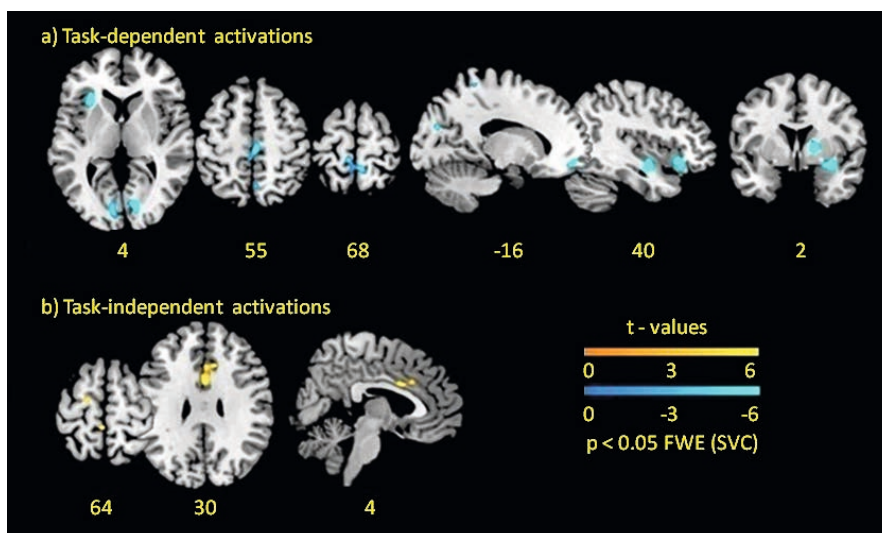 a) Task-dependent activations
4 55 68 -16 40 2
b) Task-independent activations
64 30 4
t - values
0 3 6
0 -3 -6
p < 0.05 FWE (SVC)